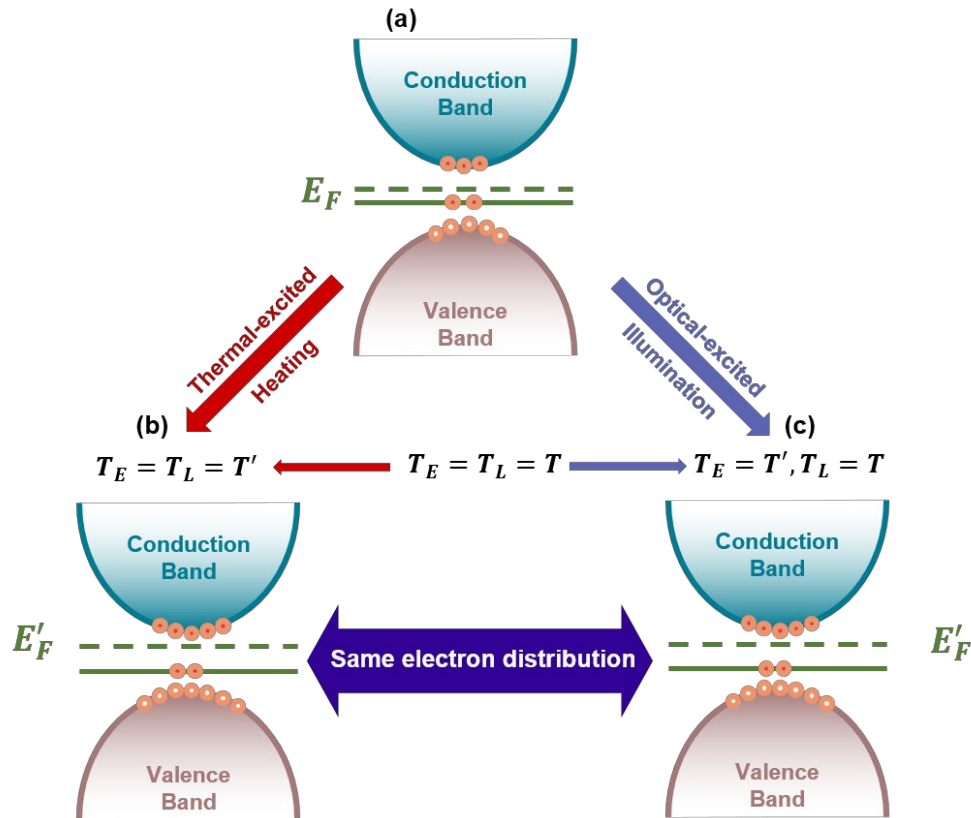 (a)
Conduction
Band
E_F
Valence
Band
Thermal-excited
Heating
Optical-excited
Illumination
(b)
(c)
T_E = T_L = T′
T_E = T_L = T
T_E = T′, T_L = T
Conduction
Band
Conduction
Band
E′_F
Same electron distribution
E′_F
Valence
Band
Valence
Band